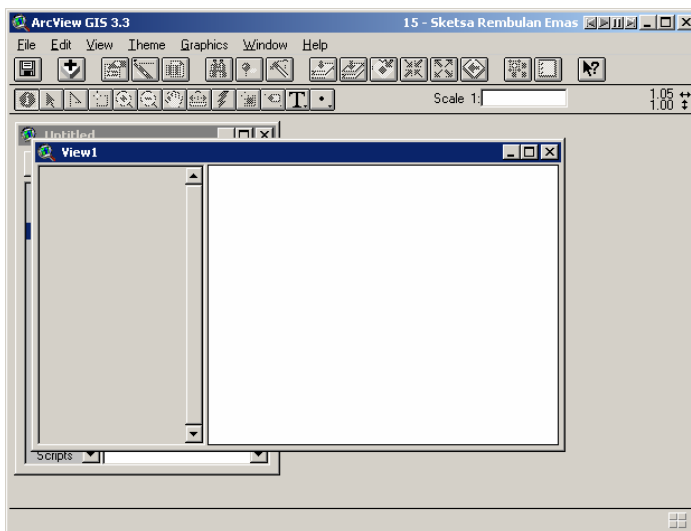 ArcView GIS 3.3
15 - Sketsa Rembulan Emas
File Edit View Theme Graphics Window Help
T
Scale 1:
1.05
1.00
Untitled
View1
Scripts